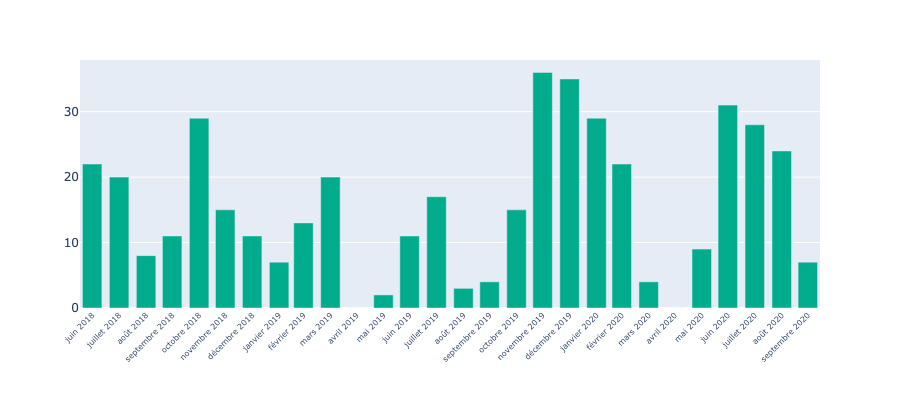 30
20
10
0
juin 2018
juillet 2018
août 2018
septembre 2018
octobre 2018
novembre 2018
décembre 2018
janvier 2019
février 2019
mars 2019
avril 2019
mai 2019
juin 2019
juillet 2019
août 2019
septembre 2019
octobre 2019
novembre 2019
décembre 2019
janvier 2020
février 2020
mars 2020
avril 2020
mai 2020
juin 2020
juillet 2020
août 2020
septembre 2020